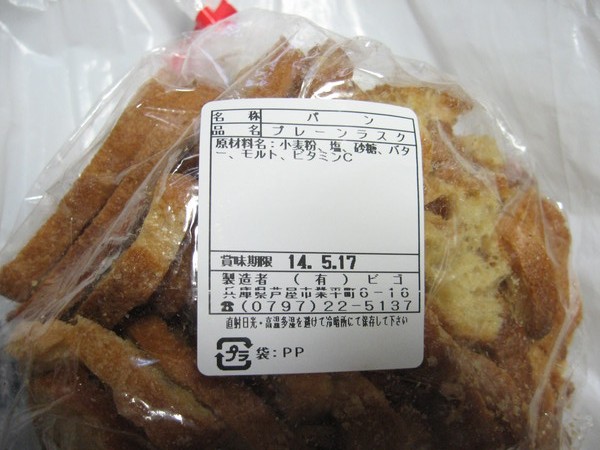 名称 パン
品名 プレーンラスク
原材料名：小麦粉、塩、砂糖、バタ
ー、モルト、ビタミンC
賞味期限 14.5.17
製造者 （有）ビゴ
兵庫県芦屋市業平町6-16
☎(0797)22-5137
直射日光・高温多湿を避けて冷暗所にて保存して下さい
プラ 袋：PP